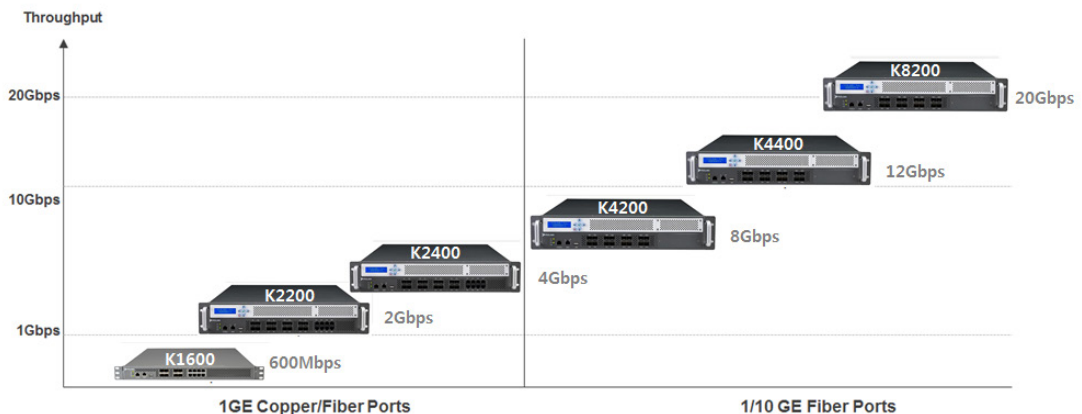 Throughput
K8200
20Gbps
20Gbps
K4400
12Gbps
10Gbps
K4200
8Gbps
K2400
4Gbps
K2200
2Gbps
1Gbps
K1600
600Mbps
1GE Copper/Fiber Ports
1/10 GE Fiber Ports